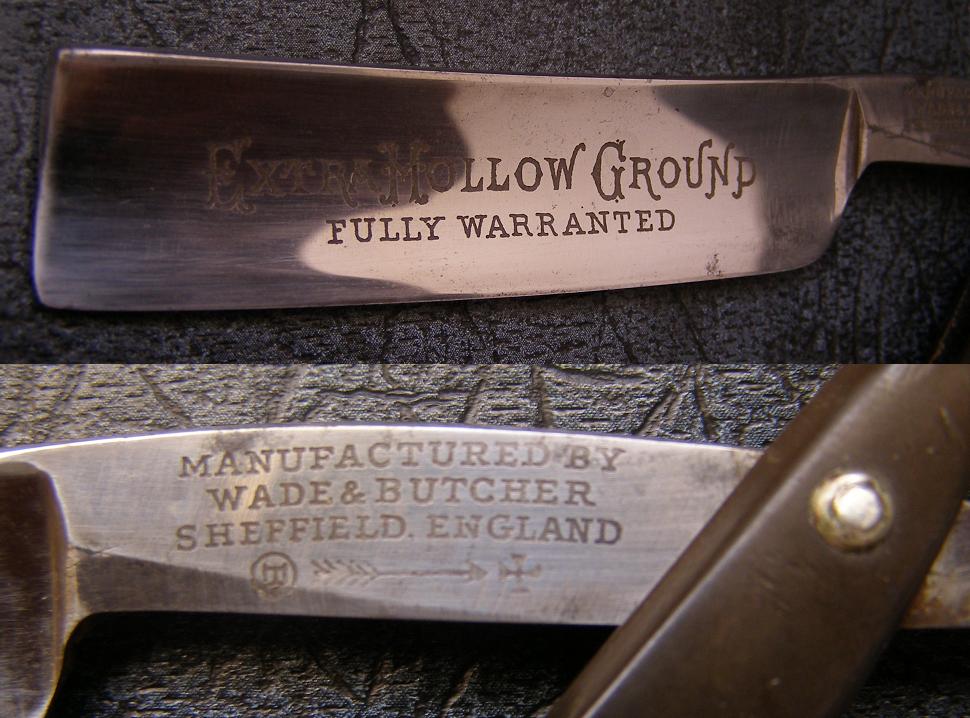 Extra Hollow Ground
FULLY WARRANTED
MANUFACTURED BY
WADE & BUTCHER
SHEFFIELD. ENGLAND